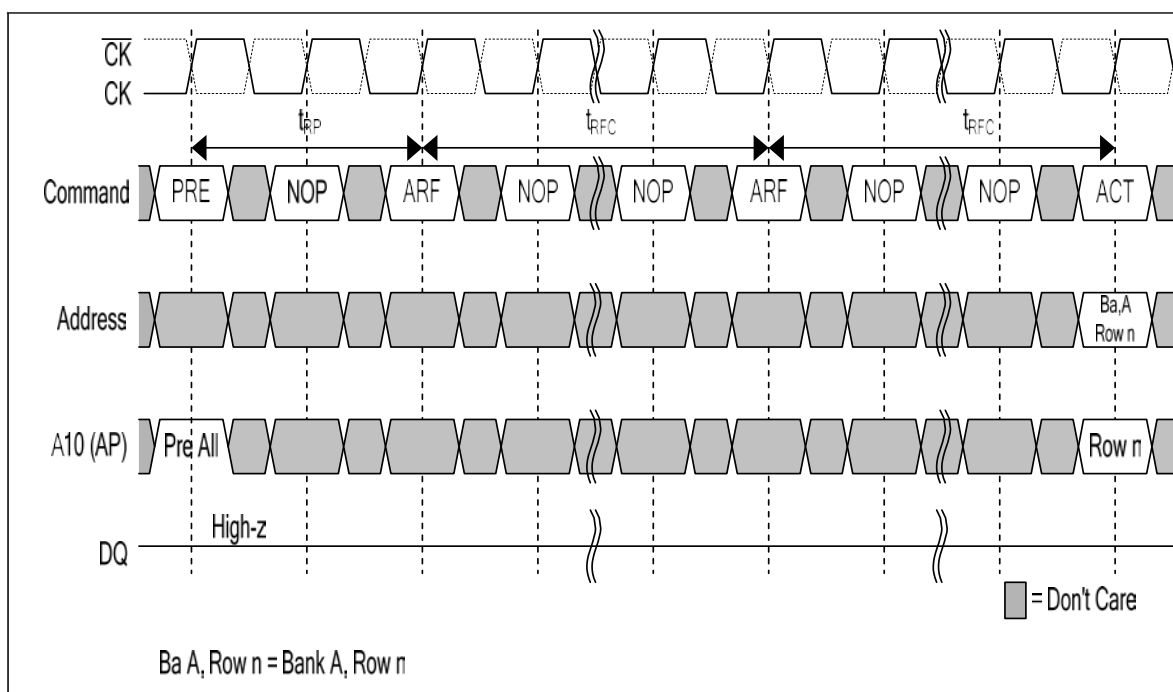 CK
CK
tRP
tRFC
tRFC
Command
PRE
NOP
ARF
NOP
NOP
ARF
NOP
NOP
ACT
Address
Ba,A
Row n
A10 (AP)
Pre All
Row n
High-z
DQ
= Don't Care
Ba A, Row n = Bank A, Row n